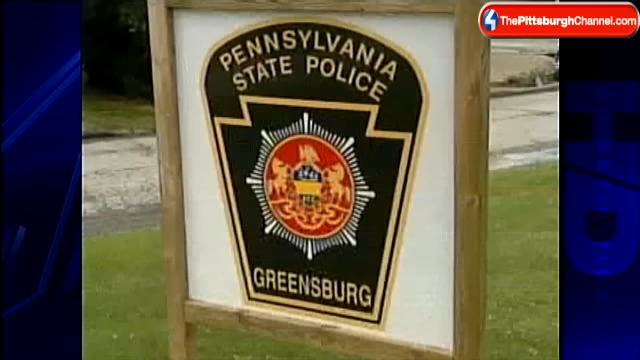 4 ThePittsburghChannel.com
PENNSYLVANIA
STATE POLICE
GREENSBURG